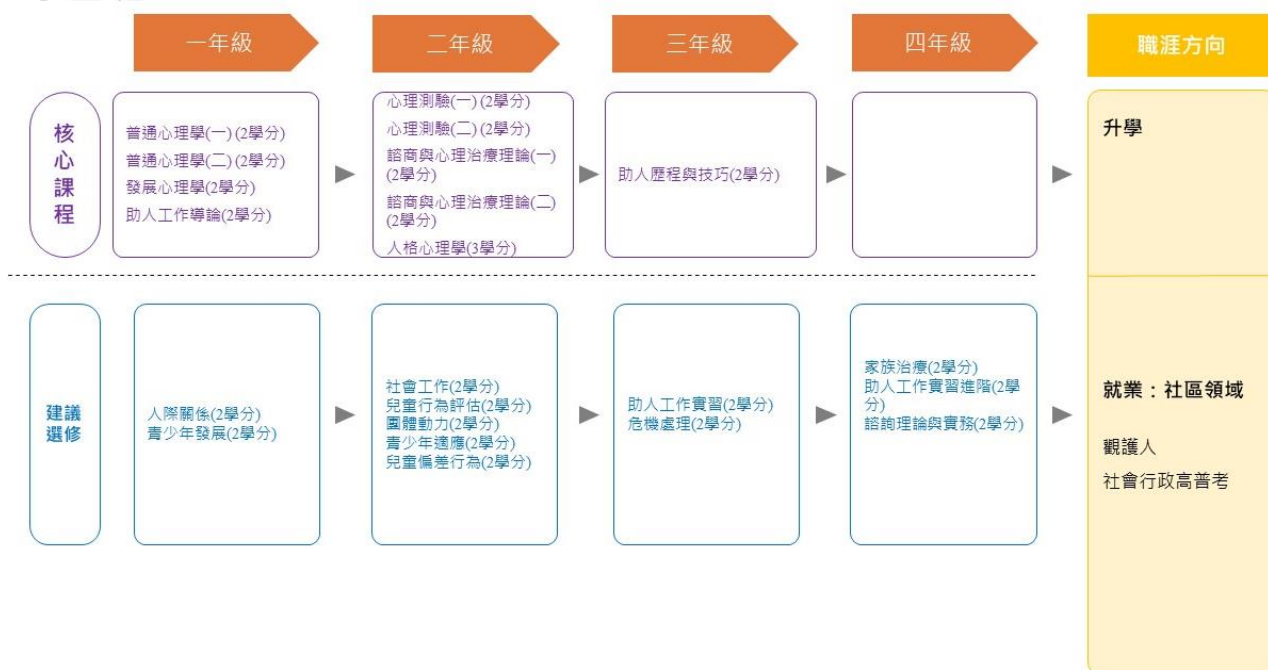 一年級
二年級
三年級
四年級
職涯方向
核
心
課
程
普通心理學(一) (2學分)
普通心理學(二) (2學分)
發展心理學(2學分)
助人工作導論(2學分)
心理測驗(一) (2學分)
心理測驗(二) (2學分)
諮商與心理治療理論(一)
(2學分)
諮商與心理治療理論(二)
(2學分)
人格心理學(3學分)
助人歷程與技巧(2學分)
升學
建議
選修
人際關係(2學分)
青少年發展(2學分)
社會工作(2學分)
兒童行為評估(2學分)
團體動力(2學分)
青少年適應(2學分)
兒童偏差行為(2學分)
助人工作實習(2學分)
危機處理(2學分)
家族治療(2學分)
助人工作實習進階(2學
分)
諮詢理論與實務(2學分)
就業：社區領域
觀護人
社會行政高普考